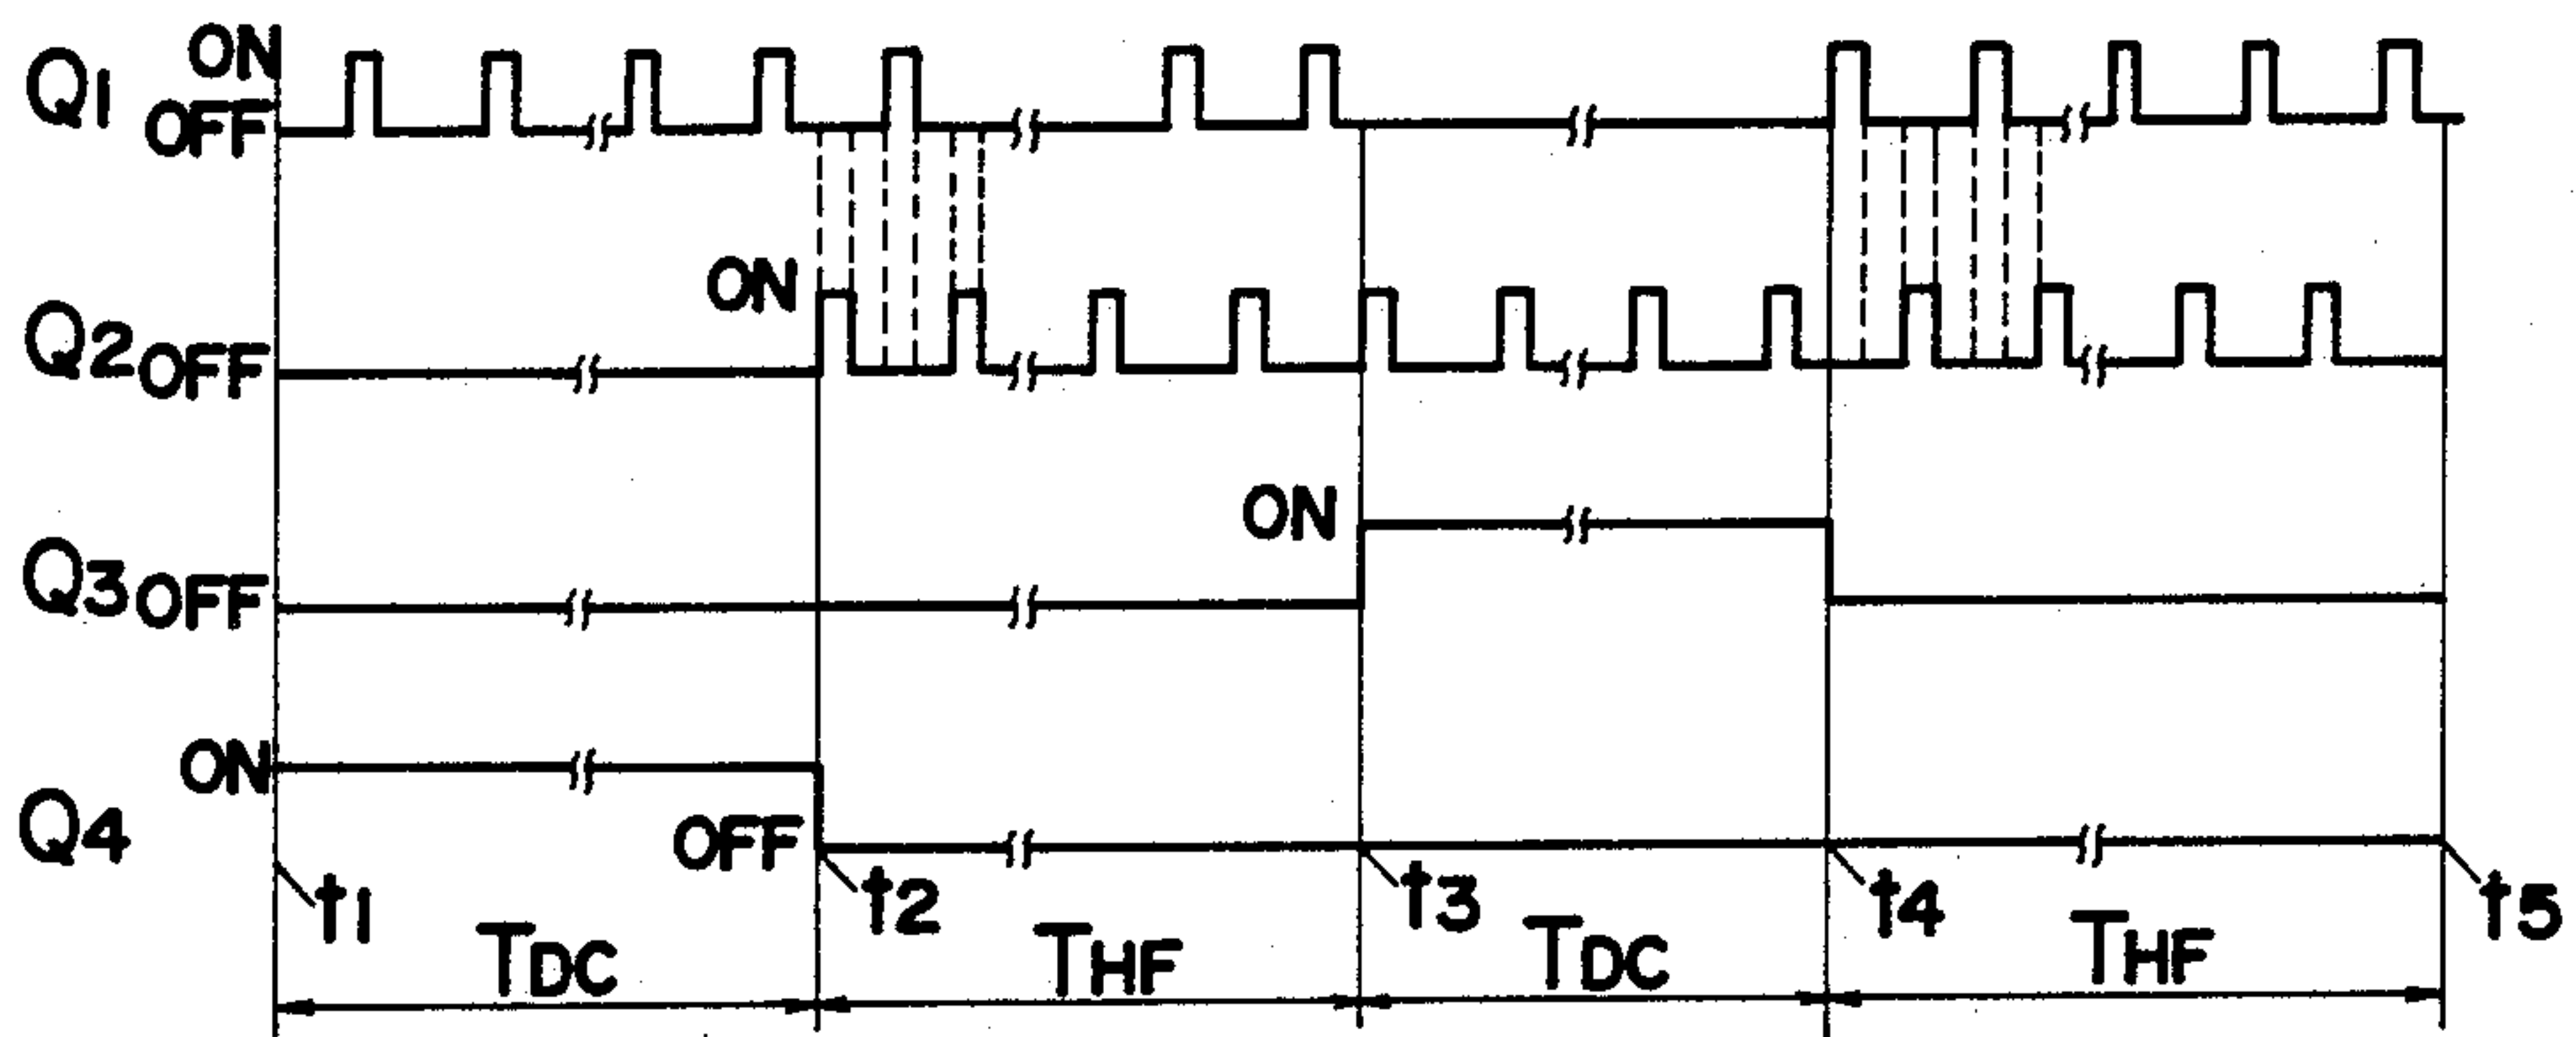 Q1 ON
OFF
Q2 ON
OFF
Q3 ON
OFF
Q4 ON
OFF
t1 t2 t3 t4 t5
TDC THF TDC THF